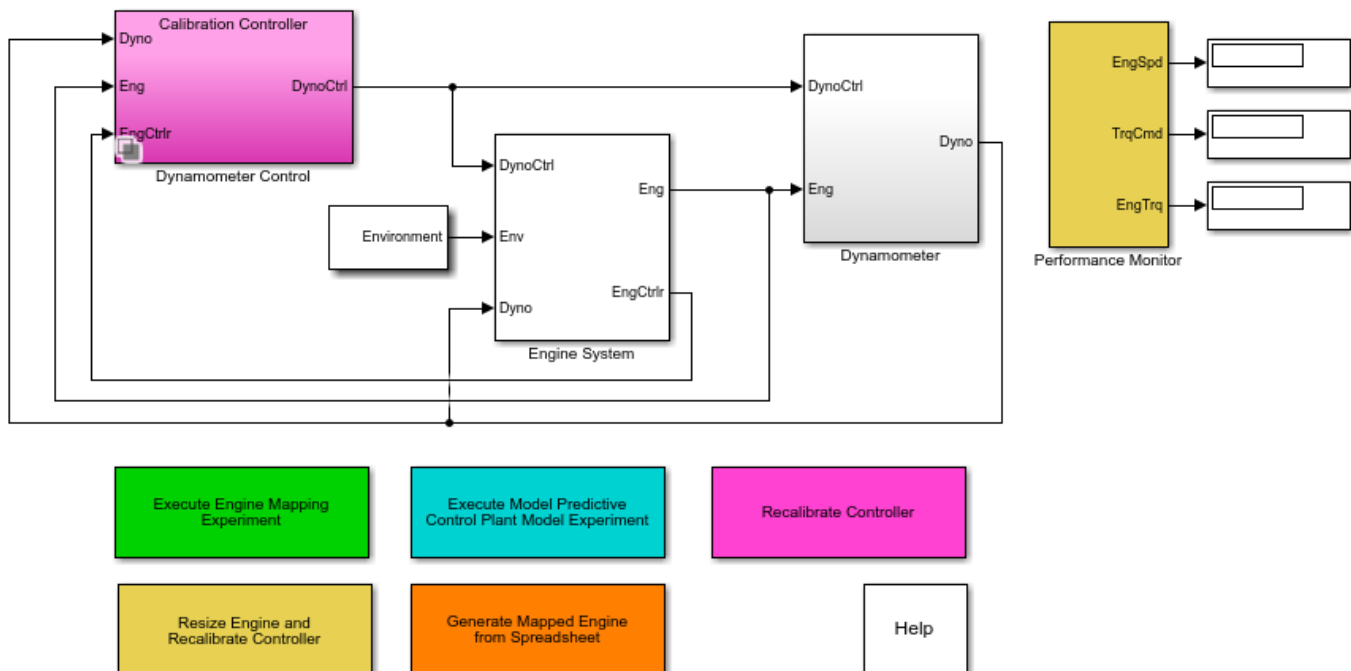 Calibration Controller
Dyno
Eng
DynoCtrl
EngCtrlr
Dynamometer Control
DynoCtrl
Eng
Environment
Env
EngCtrlr
Dyno
Engine System
DynoCtrl
Dyno
Eng
Dynamometer
EngSpd
TrqCmd
EngTrq
Performance Monitor
Execute Engine Mapping
Experiment
Execute Model Predictive
Control Plant Model Experiment
Recalibrate Controller
Resize Engine and
Recalibrate Controller
Generate Mapped Engine
from Spreadsheet
Help